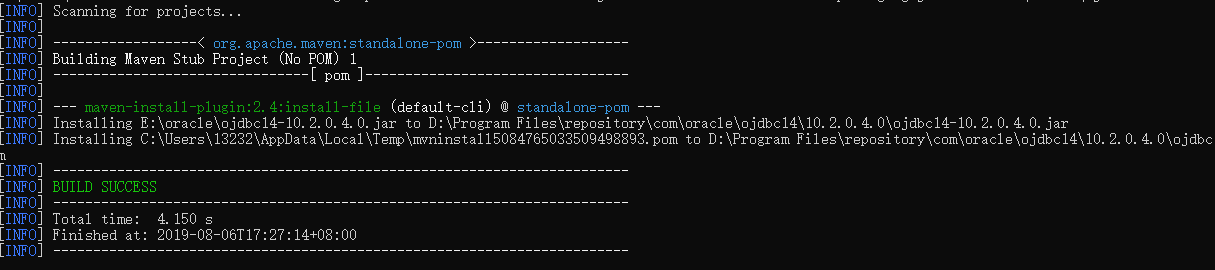 [INFO] Scanning for projects...
[INFO]
[INFO] -----------------< org.apache.maven:standalone-pom >------------------
[INFO] Building Maven Stub Project (No POM) 1
[INFO] -------------------------------[ pom ]--------------------------------
[INFO]
[INFO] --- maven-install-plugin:2.4:install-file (default-cli) @ standalone-pom ---
[INFO] Installing E:\oracle\ojdbc14-10.2.0.4.0.jar to D:\Program Files\repository\com\oracle\ojdbc14\10.2.0.4.0\ojdbc14-10.2.0.4.0.jar
[INFO] Installing C:\Users\13232\AppData\Local\Temp\mvninstall5084765033509498893.pom to D:\Program Files\repository\com\oracle\ojdbc14\10.2.0.4.0\ojdbc
m
[INFO] ------------------------------------------------------------------------
[INFO] BUILD SUCCESS
[INFO] ------------------------------------------------------------------------
[INFO] Total time:  4.150 s
[INFO] Finished at: 2019-08-06T17:27:14+08:00
[INFO] ------------------------------------------------------------------------